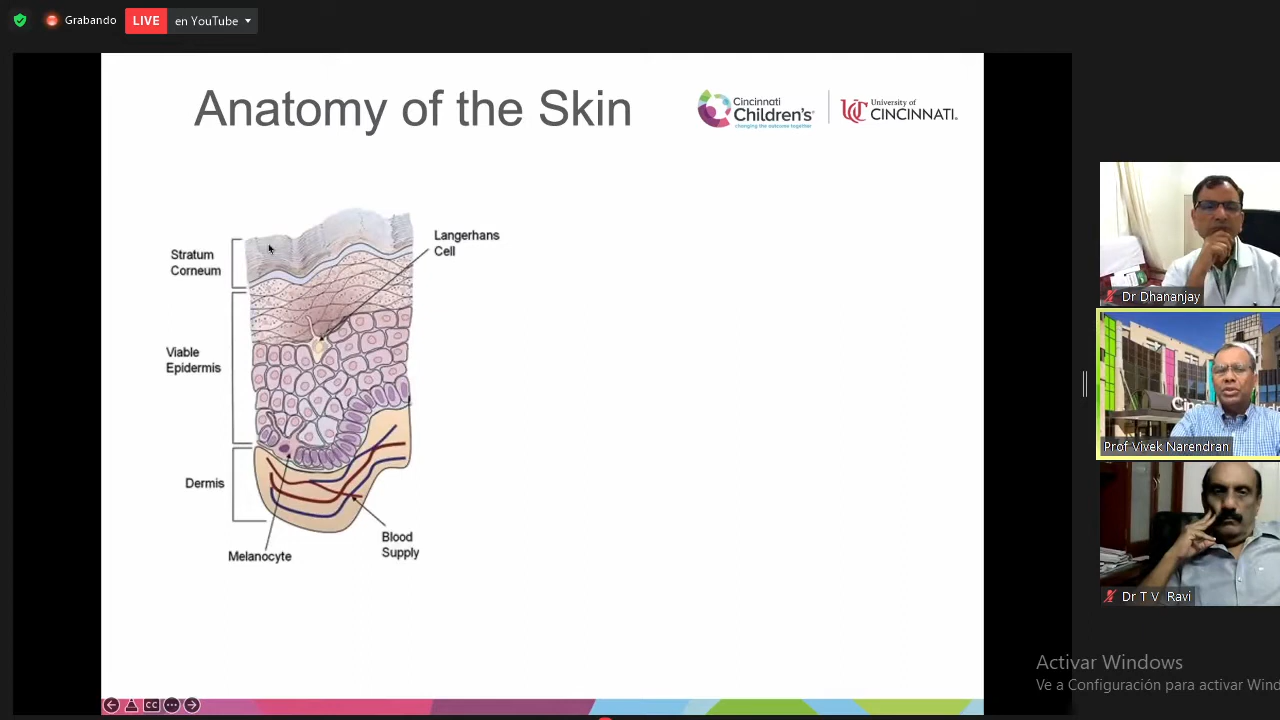 Grabando
LIVE
en YouTube
Anatomy of the Skin
Cincinnati
Children's
changing the outcome together
University of
CINCINNATI
Langerhans
Cell
Stratum
Corneum
Viable
Epidermis
Dermis
Blood
Supply
Melanocyte
Dr Dhananjay
Prof Vivek Narendran
Dr T V Ravi
CC
Activar Windows
Ve a Configuración para activar Wind